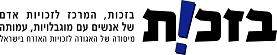 בזכות
בזכות, המרכז לזכויות אדם
של אנשים עם מוגבלויות, עמותה
מיסודה של האגודה לזכויות האזרח בישראל